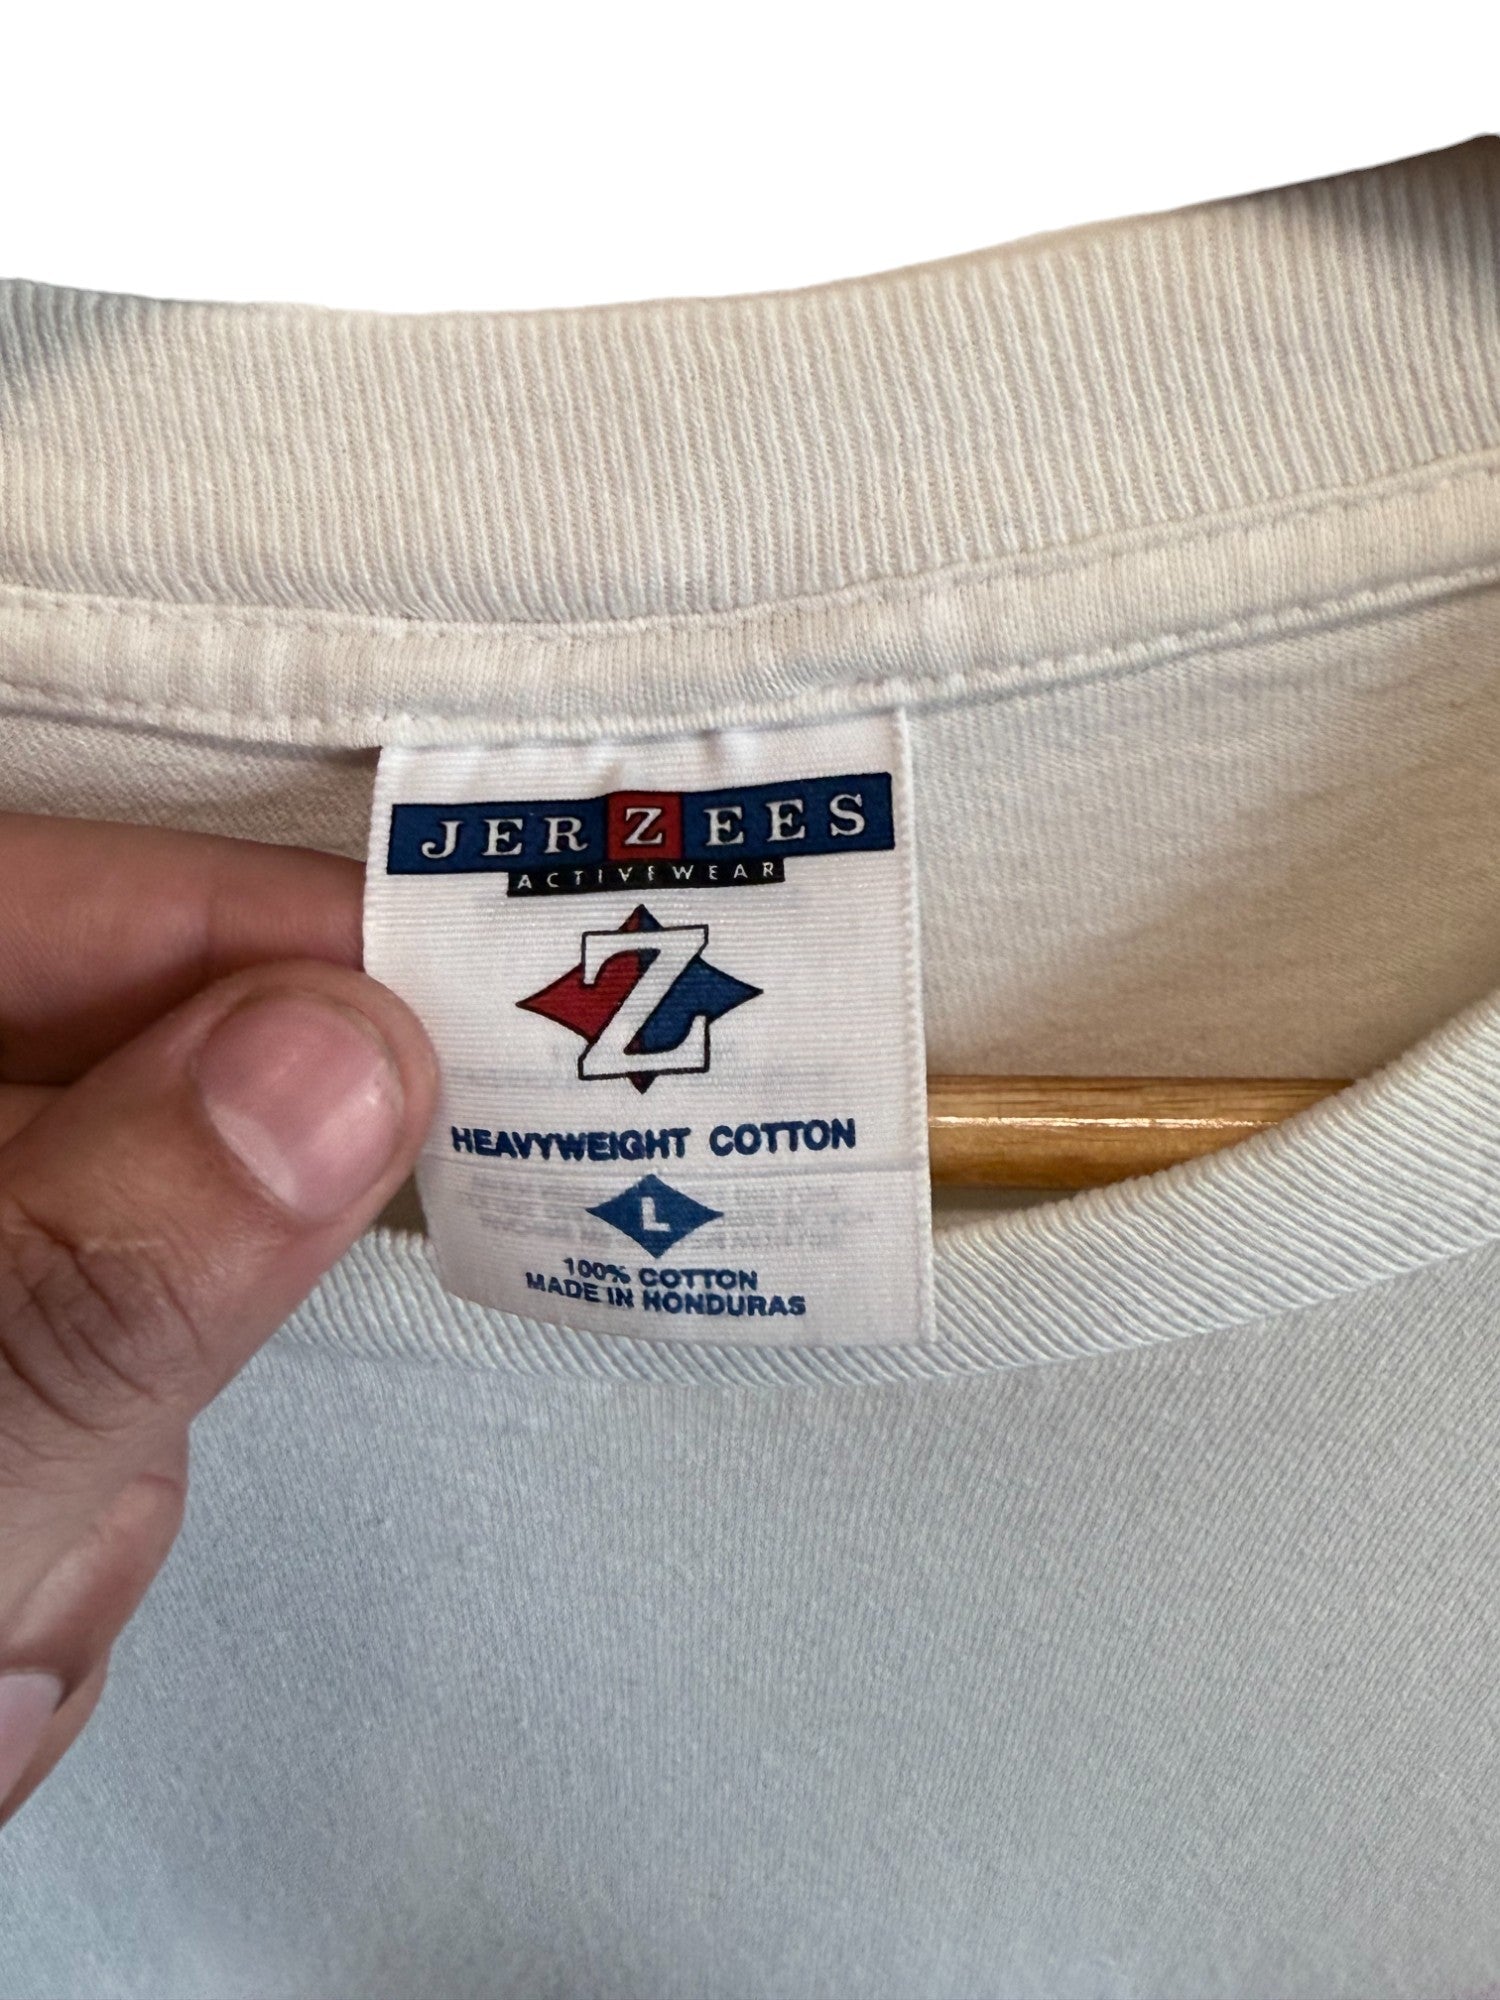 JERZEES
ACTIVEWEAR
Z
HEAVYWEIGHT COTTON
L
100% COTTON
MADE IN HONDURAS